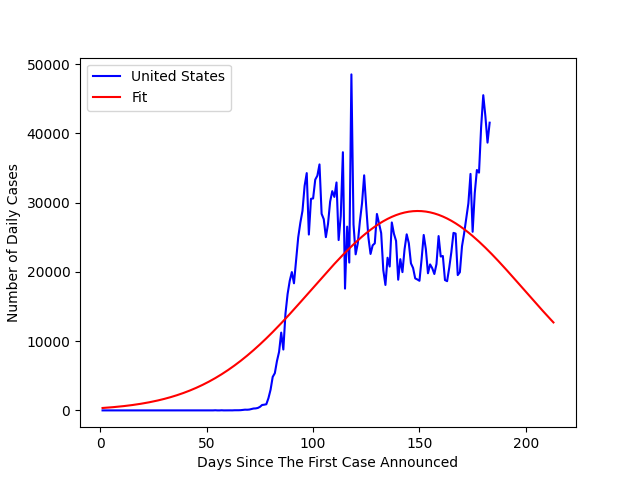 United States
Fit
50000
40000
30000
20000
10000
0
Number of Daily Cases
0 50 100 150 200
Days Since The First Case Announced